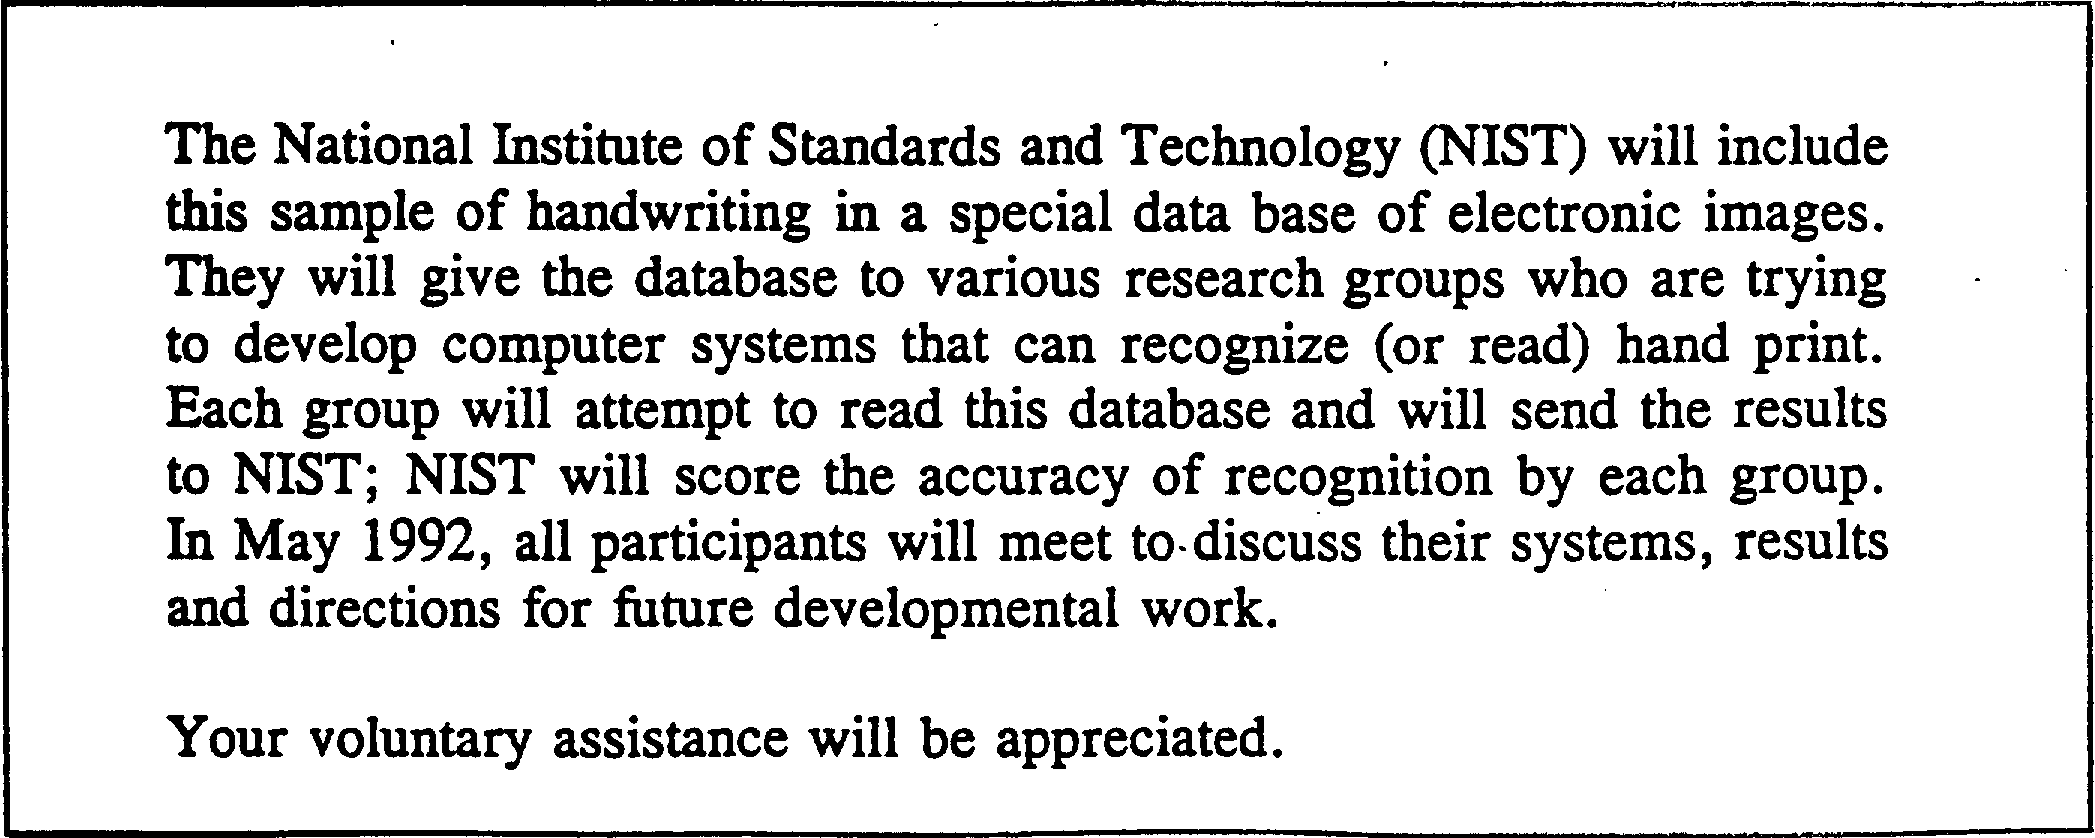 The National Institute of Standards and Technology (NIST) will include
this sample of handwriting in a special data base of electronic images.
They will give the database to various research groups who are trying
to develop computer systems that can recognize (or read) hand print.
Each group will attempt to read this database and will send the results
to NIST; NIST will score the accuracy of recognition by each group.
In May 1992, all participants will meet to discuss their systems, results
and directions for future developmental work.

Your voluntary assistance will be appreciated.